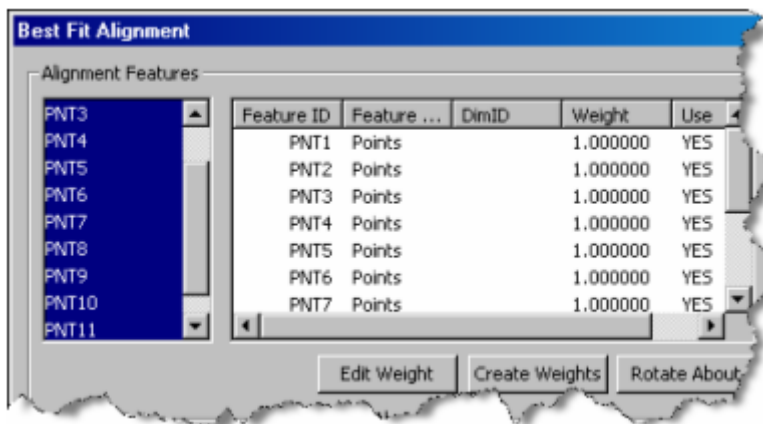 Best Fit Alignment
Alignment Features
PNT3
PNT4
PNT5
PNT6
PNT7
PNT8
PNT9
PNT10
PNT11
Feature ID Feature ... DimID Weight Use
PNT1 Points 1.000000 YES
PNT2 Points 1.000000 YES
PNT3 Points 1.000000 YES
PNT4 Points 1.000000 YES
PNT5 Points 1.000000 YES
PNT6 Points 1.000000 YES
PNT7 Points 1.000000 YES
Edit Weight Create Weights Rotate About